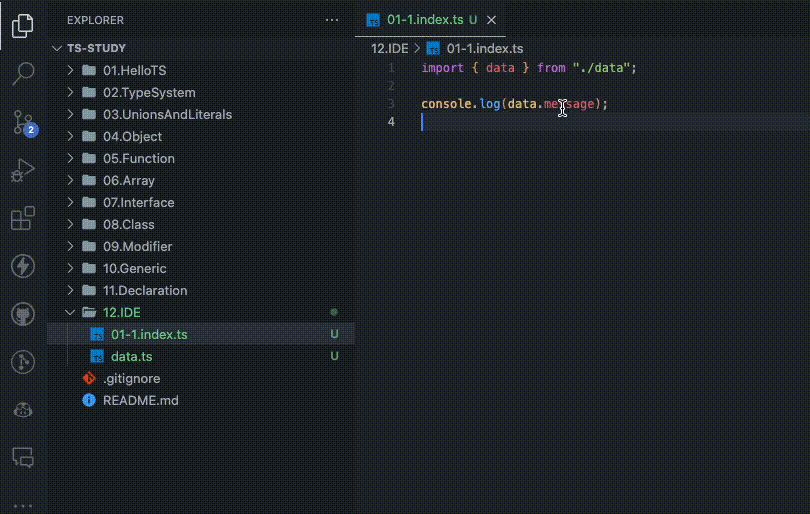 EXPLORER
TS-STUDY
01.HelloTS
02.TypeSystem
03.UnionsAndLiterals
04.Object
05.Function
06.Array
07.Interface
08.Class
09.Modifier
10.Generic
11.Declaration
12.IDE
01-1.index.ts U
data.ts U
.gitignore
README.md
2
01-1.index.ts U
12.IDE > 01-1.index.ts
1 import { data } from "./data";
2
3 console.log(data.message);
4